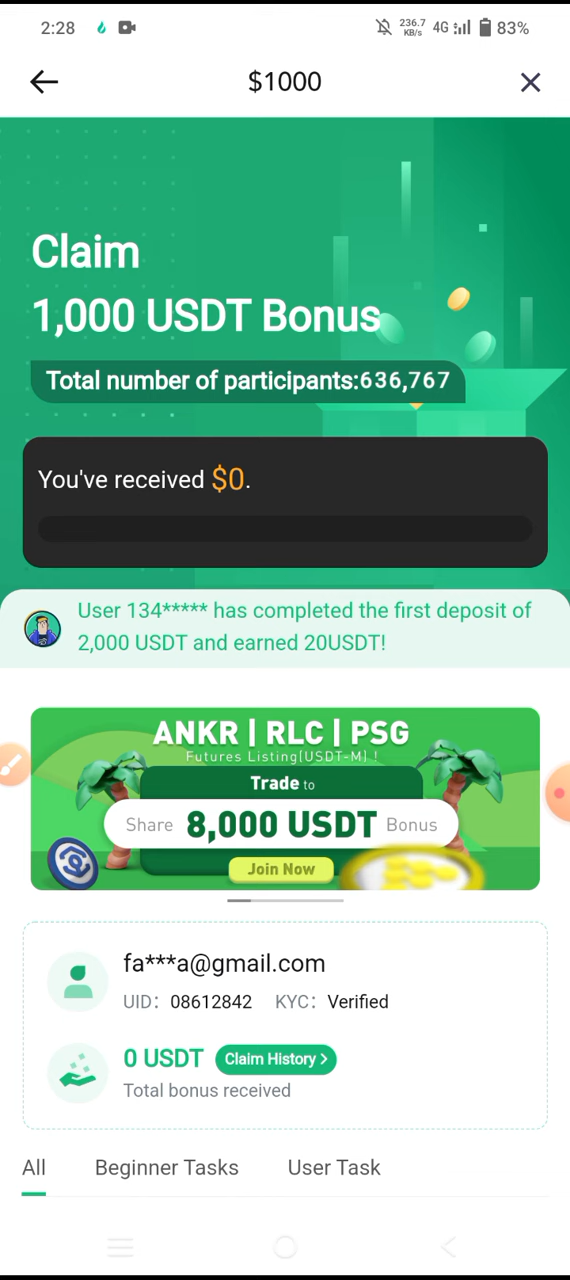 2:28
236.7
KB/s
4G
83%
$1000
Claim
1,000 USDT Bonus
Total number of participants:636,767
You've received $0.
User 134***** has completed the first deposit of
2,000 USDT and earned 20USDT!
ANKR | RLC | PSG
Futures Listing(USDT-M) !
Trade to
Share 8,000 USDT Bonus
Join Now
fa***a@gmail.com
UID: 08612842 KYC: Verified
0 USDT Claim History >
Total bonus received
All Beginner Tasks User Task